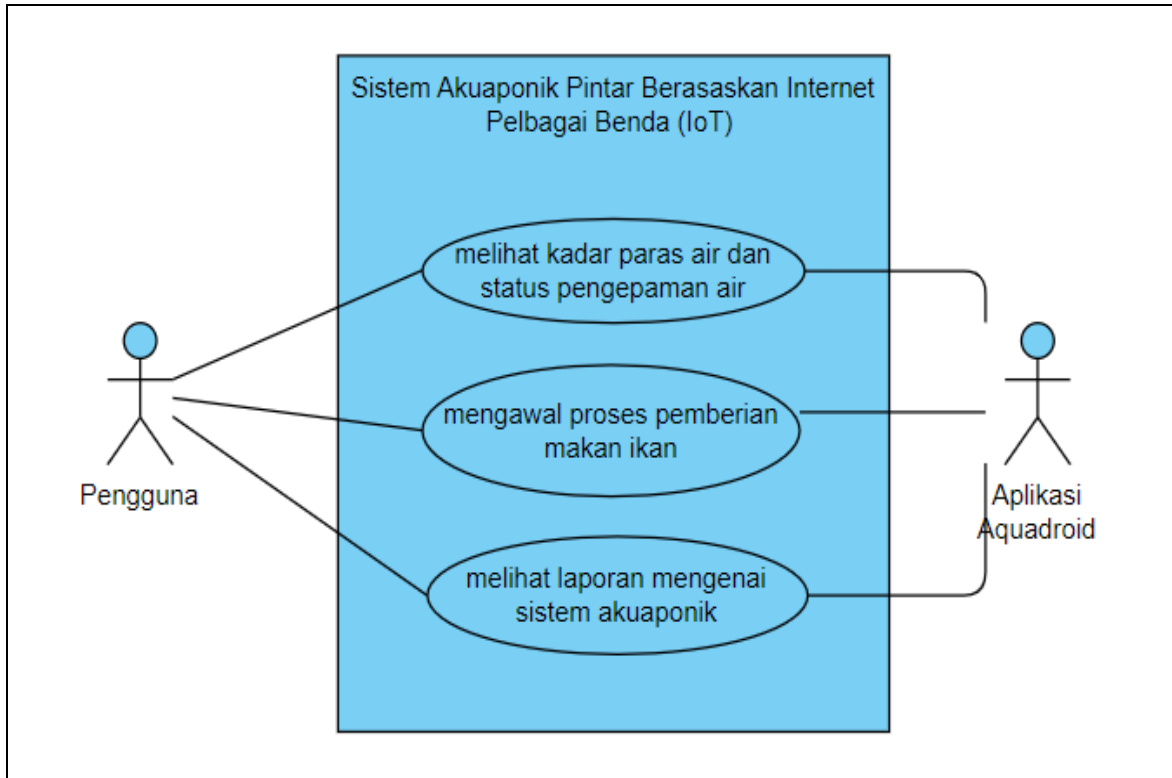 Sistem Akuaponik Pintar Berasaskan Internet
Pelbagai Benda (IoT)
melihat kadar paras air dan
status pengepaman air
mengawal proses pemberian
makan ikan
melihat laporan mengenai
sistem akuaponik
Pengguna
Aplikasi
Aquadroid